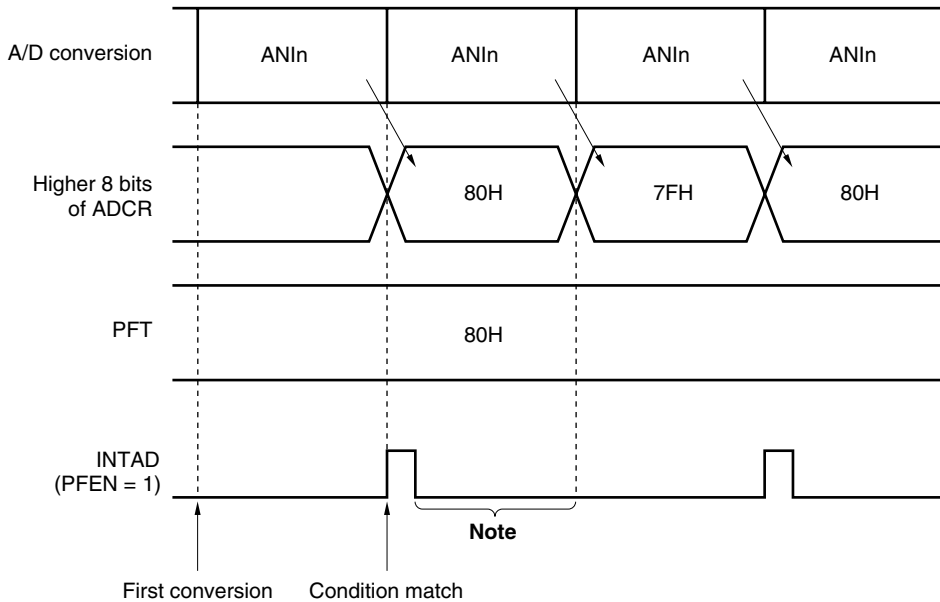 A/D conversion
ANIn
ANIn
ANIn
ANIn
Higher 8 bits
of ADCR
80H
7FH
80H
PFT
80H
INTAD
(PFEN = 1)
Note
First conversion
Condition match